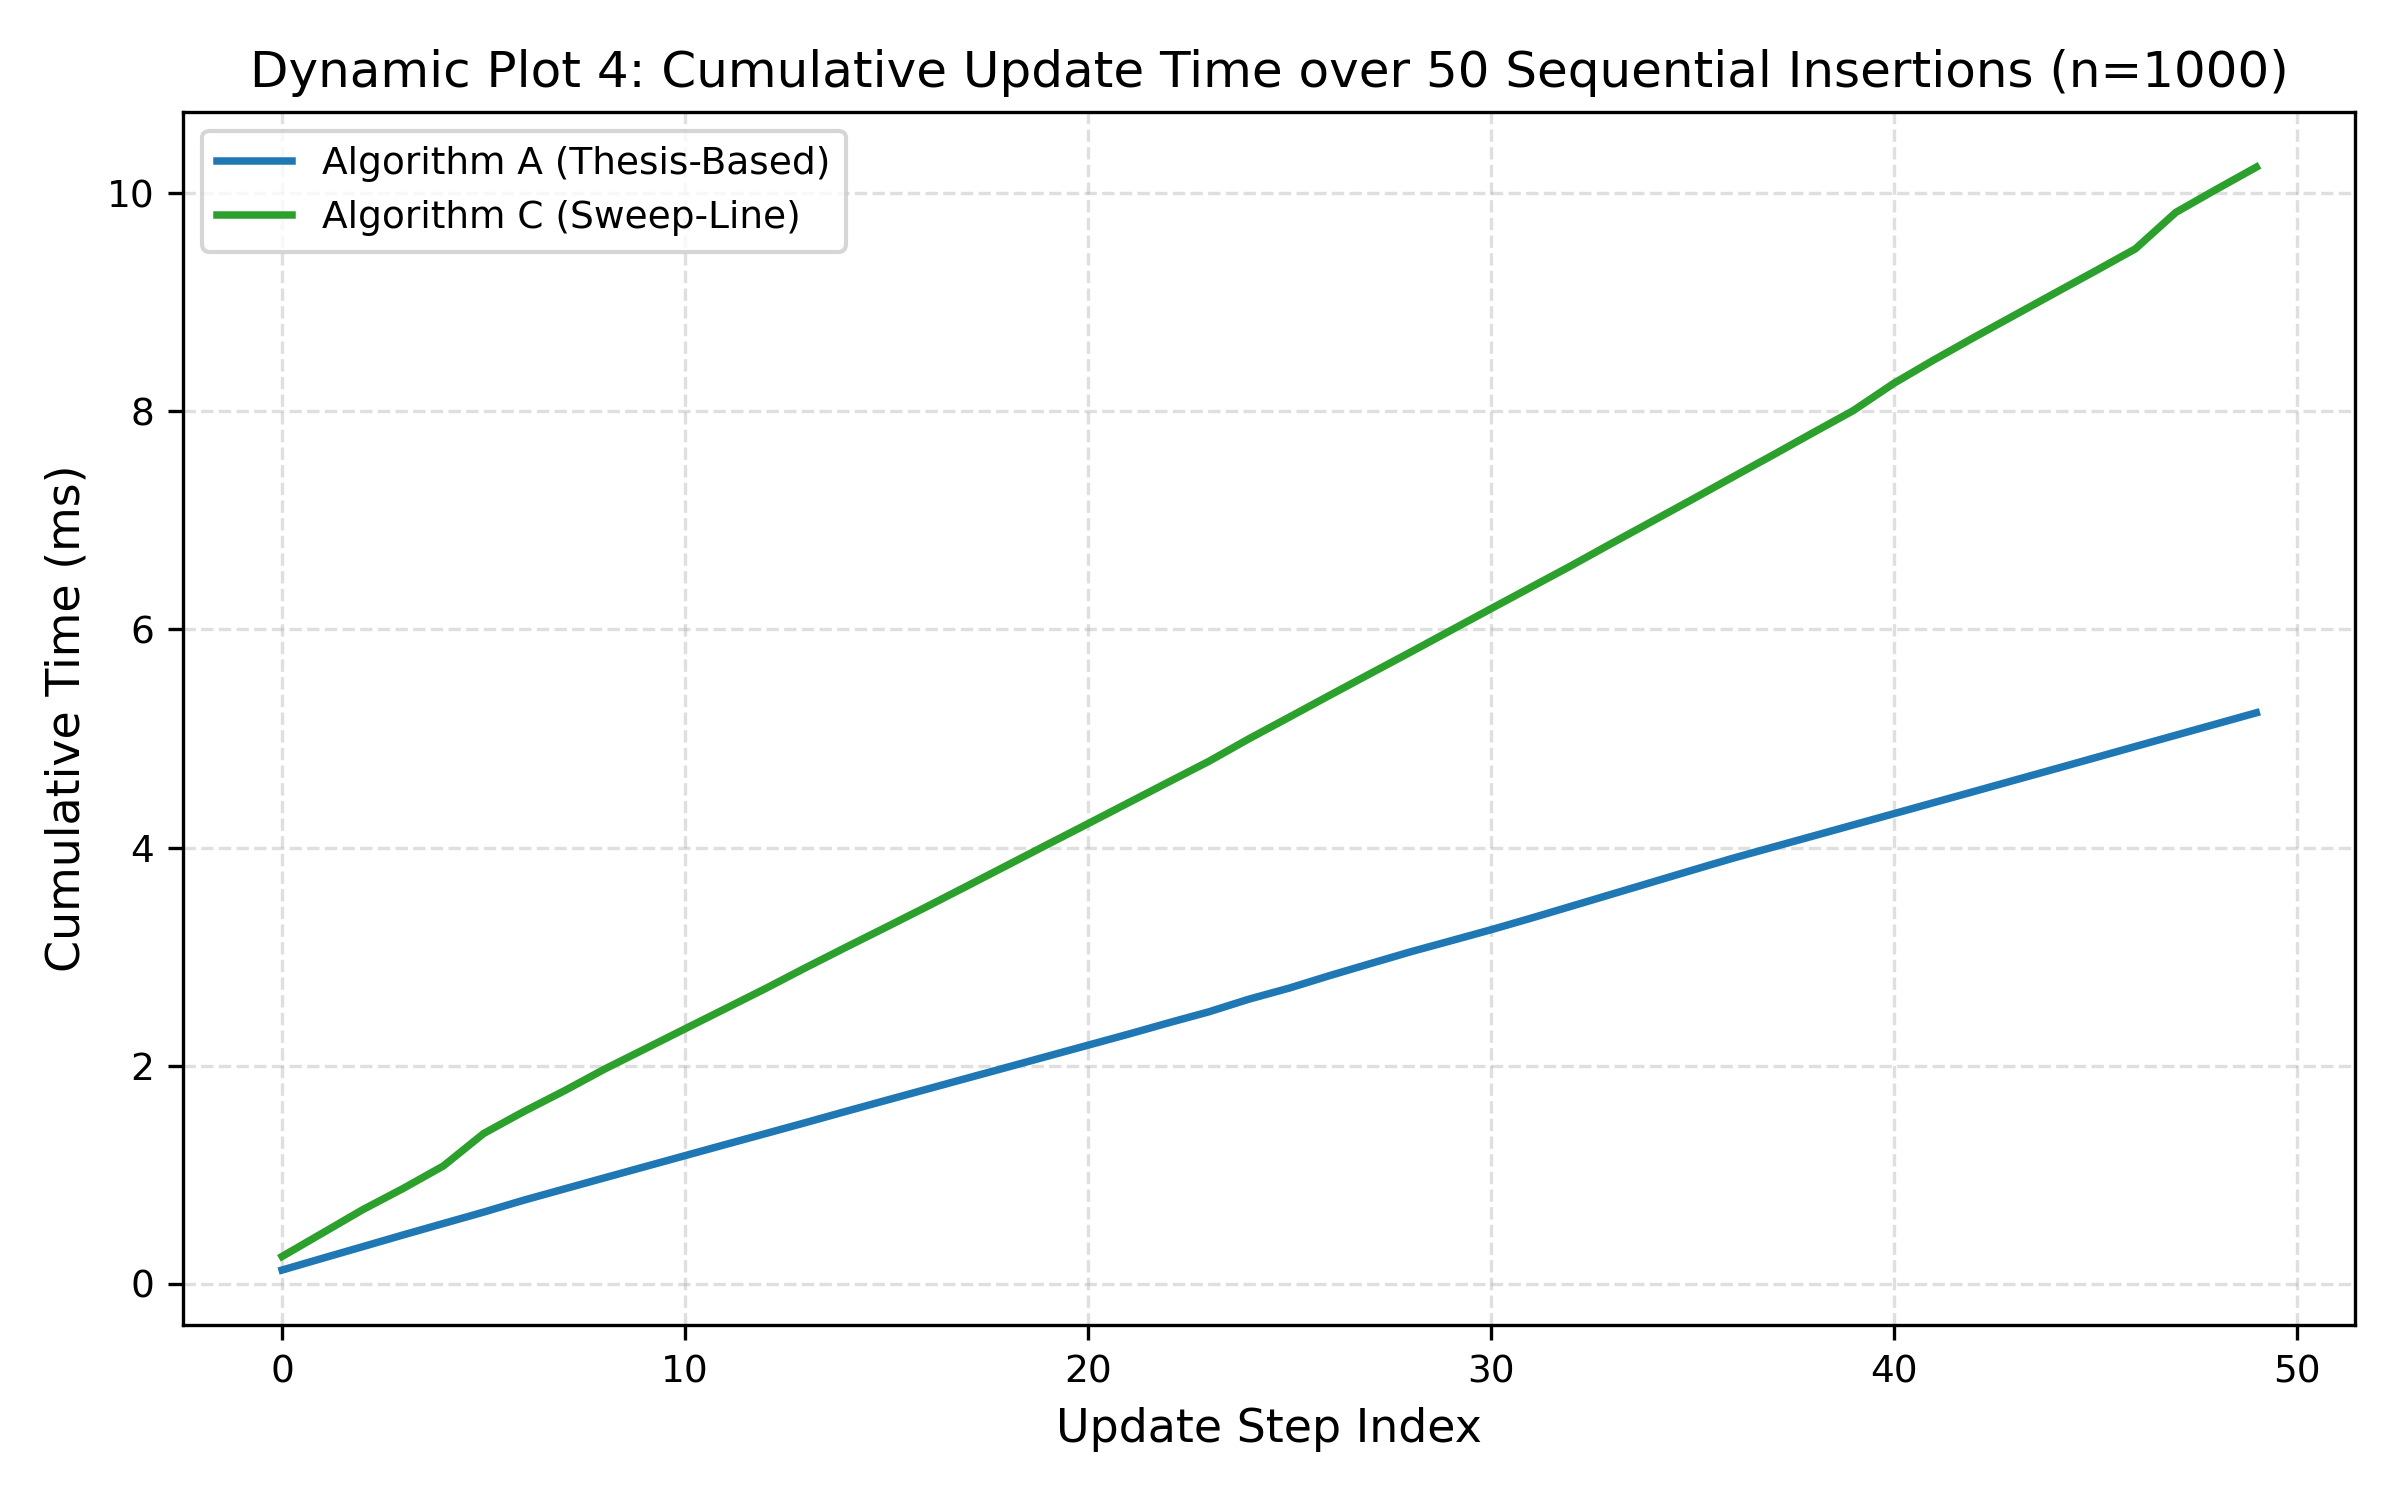 Dynamic Plot 4: Cumulative Update Time over 50 Sequential Insertions (n=1000)
Algorithm A (Thesis-Based)
Algorithm C (Sweep-Line)
10
8
6
4
2
0
Cumulative Time (ms)
0 10 20 30 40 50
Update Step Index